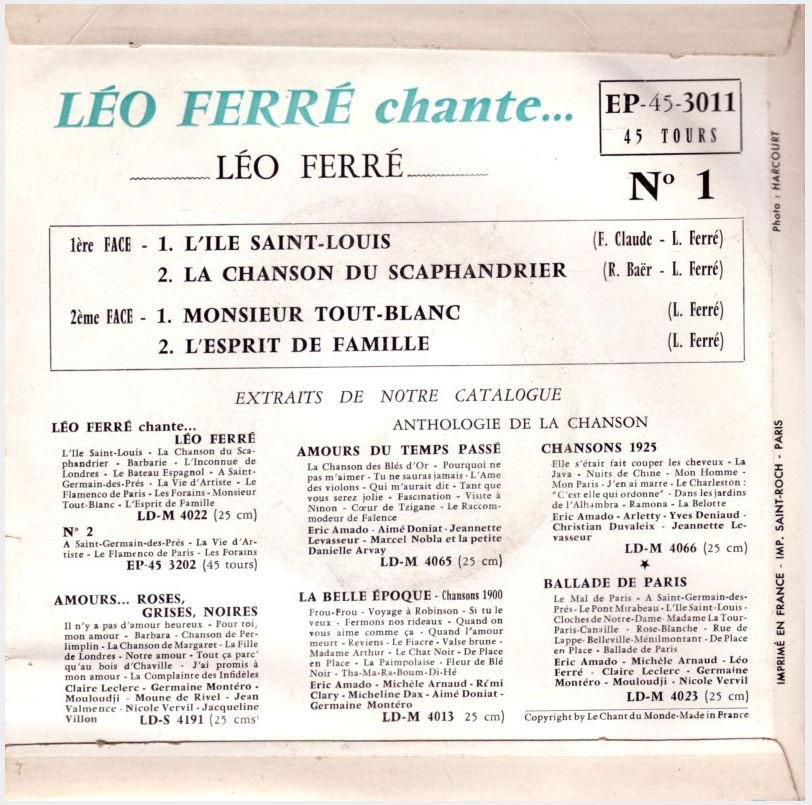 LÉO FERRÉ chante...
LÉO FERRÉ
EP-45-3011
45 TOURS
N° 1
1ère FACE - 1. L'ILE SAINT-LOUIS (F. Claude - L. Ferré)
2. LA CHANSON DU SCAPHANDRIER (R. Baër - L. Ferré)
2ème FACE - 1. MONSIEUR TOUT-BLANC (L. Ferré)
2. L'ESPRIT DE FAMILLE (L. Ferré)
EXTRAITS DE NOTRE CATALOGUE
LÉO FERRÉ chante...
LÉO FERRÉ
L'Ile Saint-Louis - La Chanson du Sca-
phandrier - Barbarie - L'Inconnue de
Londres - Le Bateau Espagnol - A Saint-
Germain-des-Prés - La Vie d'Artiste - Le
Flamenco de Paris - Les Forains - Monsieur
Tout-Blanc - L'Esprit de Famille
LD-M 4022 (25 cm)
N° 2
A Saint-Germain-des-Prés - La Vie d'Ar-
tiste - Le Flamenco de Paris - Les Forains
EP-45 3202 (45 tours)
AMOURS... ROSES,
GRISES, NOIRES
Il n'y a pas d'amour heureux - Pour toi,
mon amour - Barbara - Chanson de Per-
limplin - La Chanson de Margaret - La Fille
de Londres - Notre amour - Tout ça parc'
qu'au bois d'Chaville - J'ai promis à
mon amour - La Complainte des Infidèles
Claire Leclerc - Germaine Montéro -
Mouloudji - Moune de Rivel - Jean
Valmence - Nicole Vervil - Jacqueline
Villon LD-S 4191 (25 cms)
ANTHOLOGIE DE LA CHANSON
AMOURS DU TEMPS PASSÉ
La Chanson des Blés d'Or - Pourquoi ne
pas m'aimer - Tu ne sauras jamais - L'Ame
des violons - Qui m'aurait dit - Tant que
vous serez jolie - Fascination - Visite à
Ninon - Cœur de Tzigane - Le Raccom-
modeur de Faïence
Eric Amado - Aimé Doniat - Jeannette
Levasseur - Marcel Nobla et la petite
Danielle Arvay
LD-M 4065 (25 cm)
LA BELLE ÉPOQUE - Chansons 1900
Frou-Frou - Voyage à Robinson - Si tu le
veux - Fermons nos rideaux - Quand on
vous aime comme ça - Quand l'amour
meurt - Reviens - Le Fiacre - Valse brune -
Madame Arthur - Le Chat Noir - De Place
en Place - La Paimpolaise - Fleur de Blé
Noir - Tha-Ma-Ra-Boum-Di-Hé
Eric Amado - Michèle Arnaud - Rémi
Clary - Micheline Dax - Aimé Doniat -
Germaine Montéro
LD-M 4013 25 cm)
CHANSONS 1925
Elle s'était fait couper les cheveux - La
Java - Nuits de Chine - Mon Homme -
Mon Paris - J'en ai marre - Le Charleston :
"C'est elle qui ordonne" - Dans les jardins
de l'Alhambra - Ramona - La Belotte
Eric Amado - Arletty - Yves Deniaud -
Christian Duvaleix - Jeannette Le-
vasseur
LD-M 4066 (25 cm)
BALLADE DE PARIS
Le Mal de Paris - A Saint-Germain-des-
Prés - Le Pont Mirabeau - L'Ile Saint-Louis -
Cloches de Notre-Dame - Madame La Tour -
Paris-Canaille - Rose-Blanche - Rue de
Lappe - Belleville-Ménilmontant - De Place
en Place - Ballade de Paris
Eric Amado - Michèle Arnaud - Léo
Ferré - Claire Leclerc - Germaine
Montéro - Mouloudji - Nicole Vervil
LD-M 4023 (25 cm)
Copyright by Le Chant du Monde - Made in France
Photo : HARCOURT
IMPRIMÉ EN FRANCE - IMP. SAINT-ROCH - PARIS